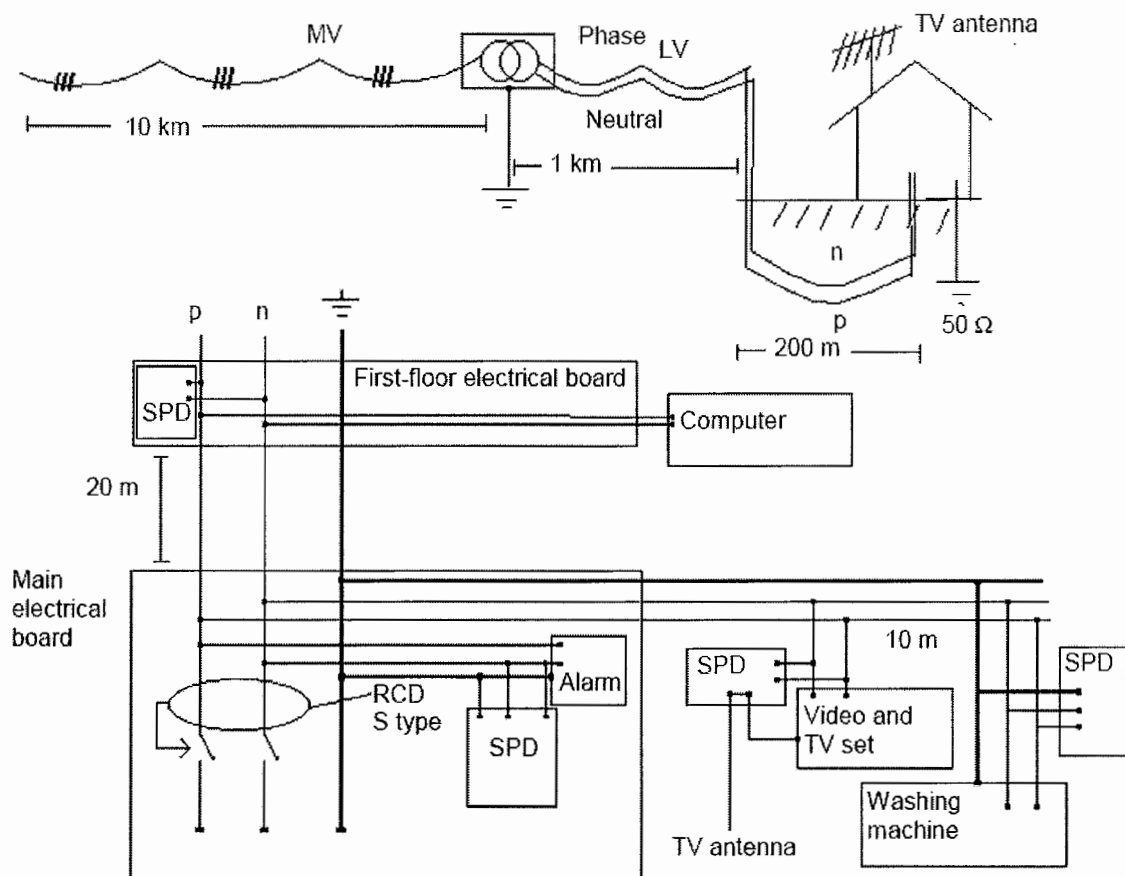 TV antenna
MV
Phase
LV
10 km
Neutral
1 km
n
p
50 Ω
200 m
p
n
First-floor electrical board
SPD
Computer
20 m
Main
electrical
board
10 m
SPD
SPD
Alarm
RCD
S type
Video and
TV set
SPD
Washing
machine
TV antenna